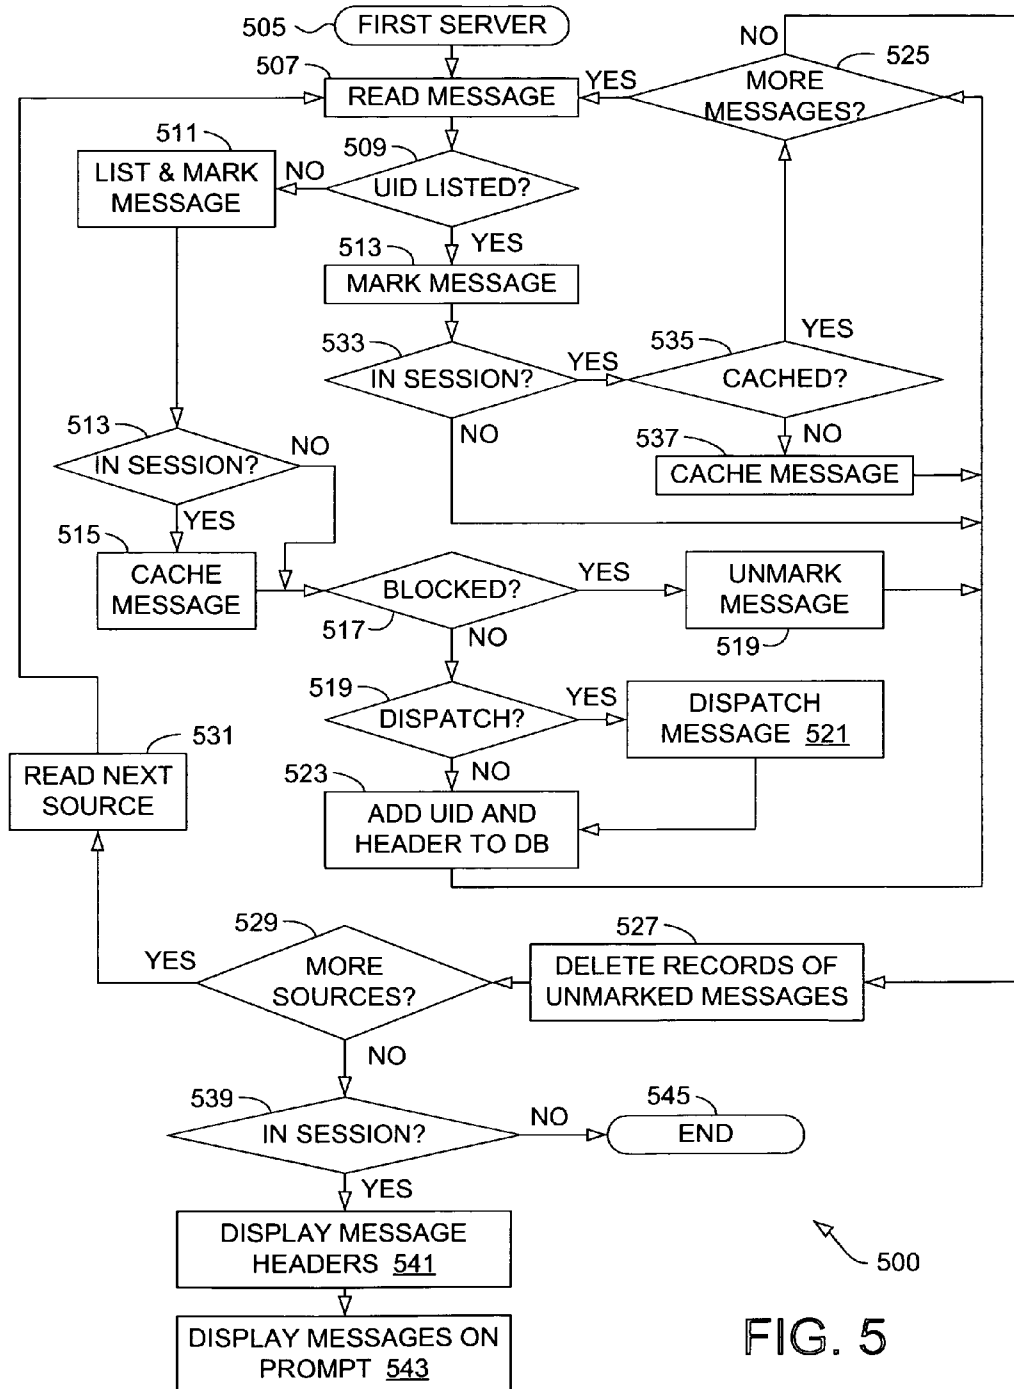 505
FIRST SERVER
NO
525
507
READ MESSAGE
YES
MORE
MESSAGES?
511
LIST & MARK
MESSAGE
NO
509
UID LISTED?
YES
513
MARK MESSAGE
533
IN SESSION?
YES
535
CACHED?
YES
NO
513
IN SESSION?
NO
YES
NO
537
CACHE MESSAGE
515
CACHE
MESSAGE
BLOCKED?
517
YES
UNMARK
MESSAGE
519
NO
519
DISPATCH?
YES
DISPATCH
MESSAGE 521
NO
523
ADD UID AND
HEADER TO DB
531
READ NEXT
SOURCE
YES
529
MORE
SOURCES?
527
DELETE RECORDS OF
UNMARKED MESSAGES
NO
539
IN SESSION?
NO
545
END
YES
DISPLAY MESSAGE
HEADERS 541
DISPLAY MESSAGES ON
PROMPT 543
500
FIG. 5